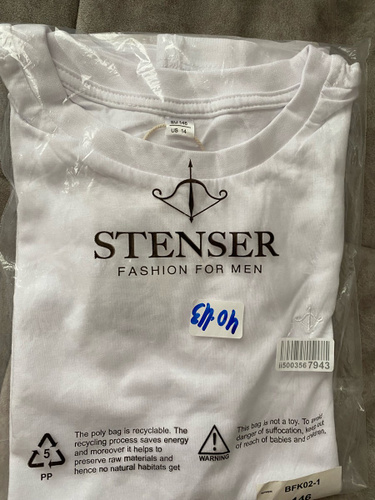 US 14
STENSER
FASHION FOR MEN
40-43
05003567943
The poly bag is recyclable. The
recycling process saves energy
and moreover it helps to
preserve raw materials and
hence no natural habitats get
5
PP
WARNING
This bag is not a toy. To avoid
danger of suffocation, keep out
of reach of babies and children,
BFK02-1
146